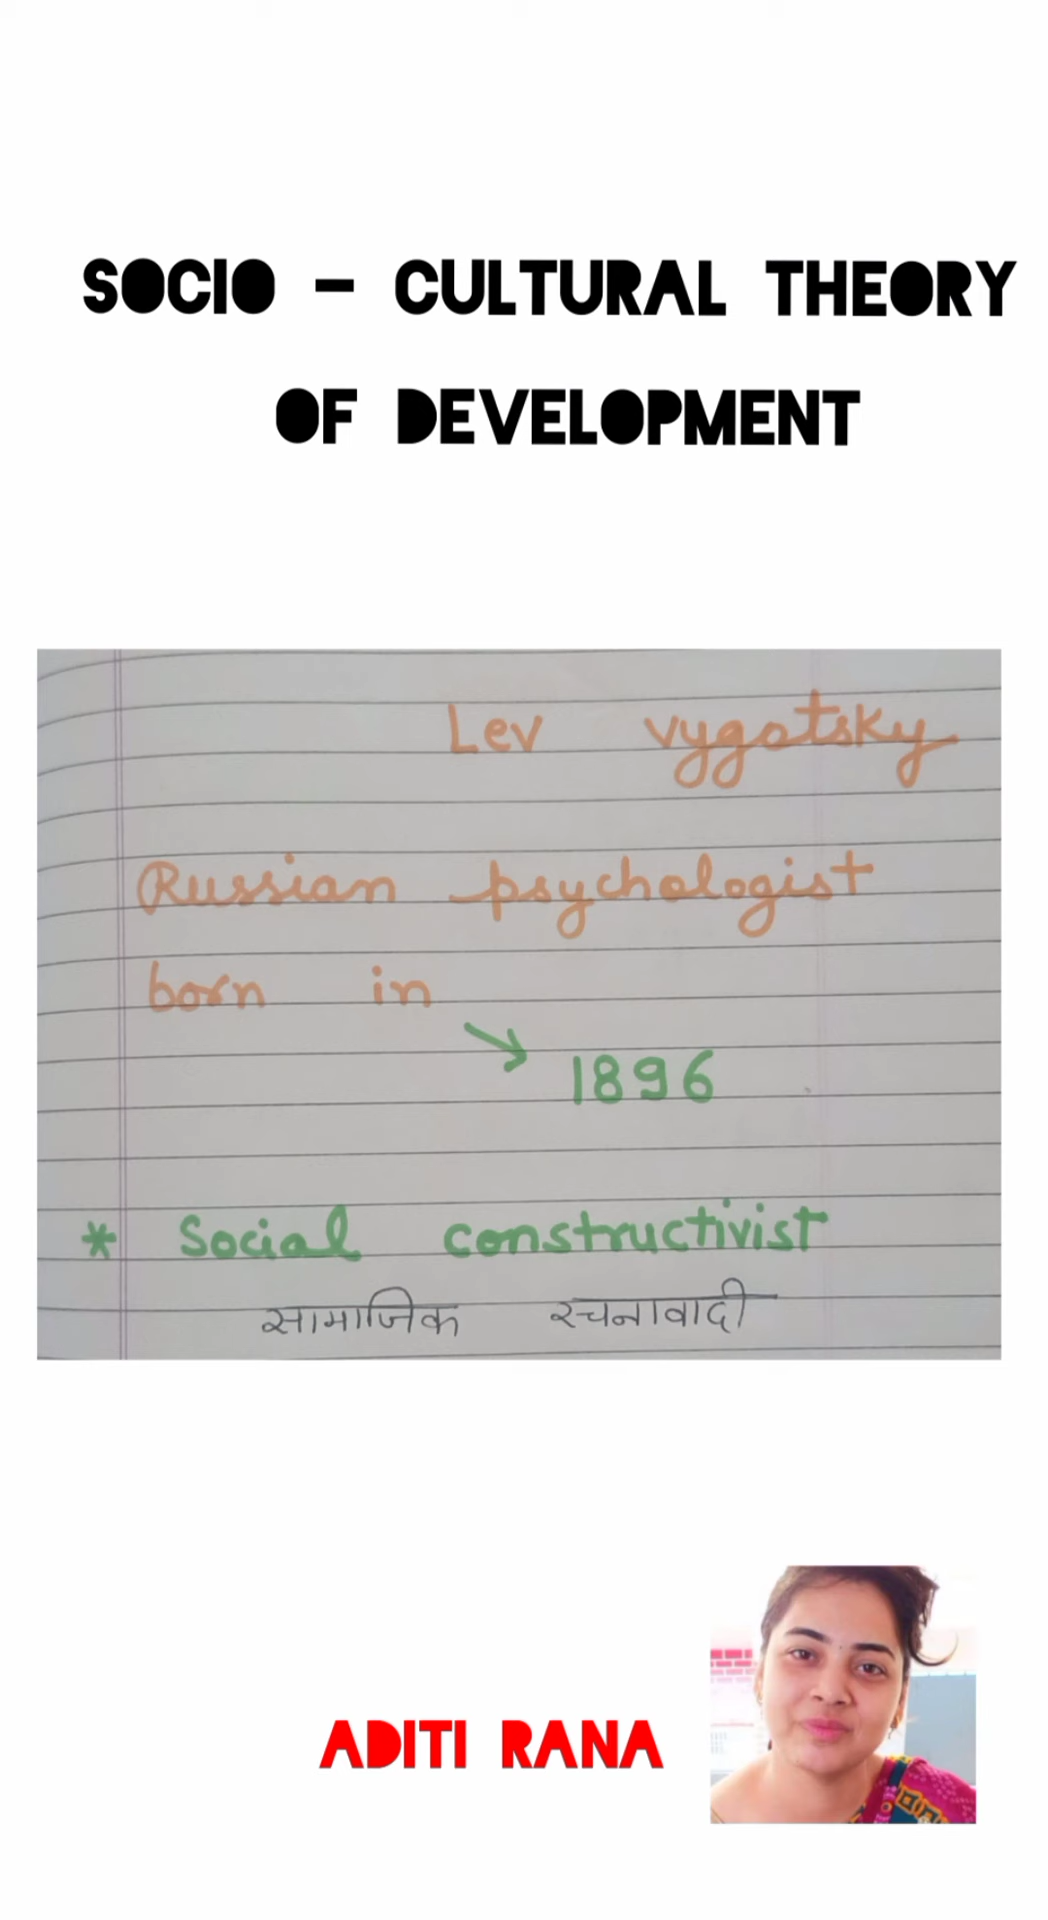 SOCIO - CULTURAL THEORY
OF DEVELOPMENT
Lev vygotsky
Russian psychologist
born in
→ 1896
* Social constructivist
सामाजिक रचनावादी
ADITI RANA